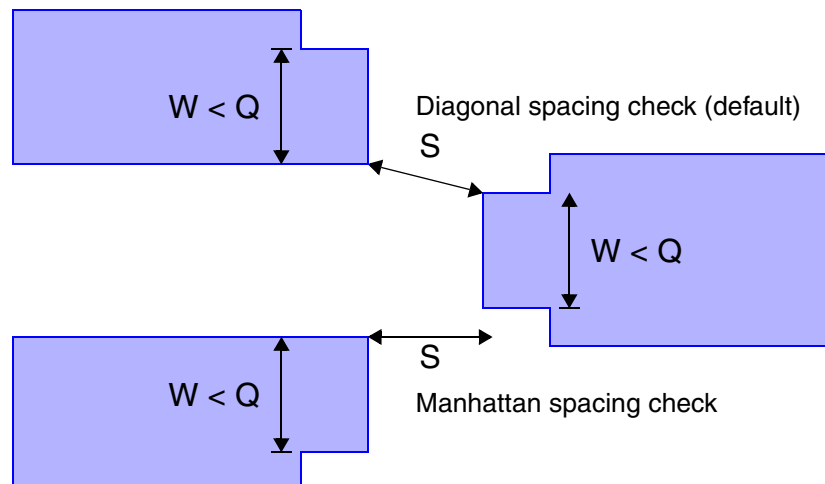 W < Q
Diagonal spacing check (default)
S
W < Q
S
W < Q
Manhattan spacing check